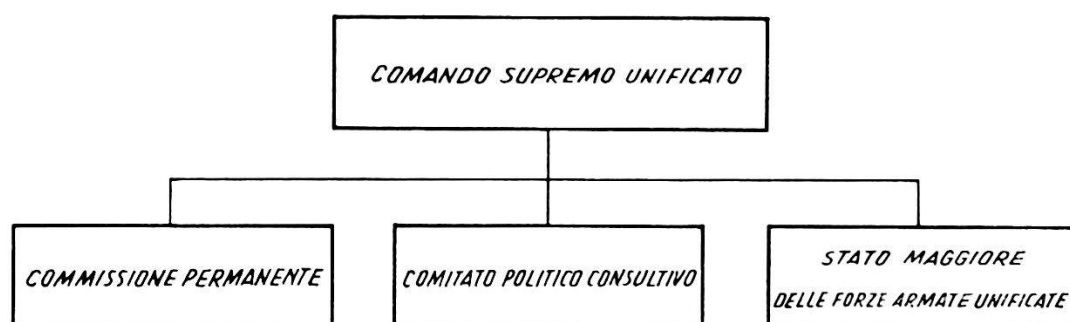 COMANDO SUPREMO UNIFICATO
COMMISSIONE PERMANENTE
COMITATO POLITICO CONSULTIVO
STATO MAGGIORE
DELLE FORZE ARMATE UNIFICATE